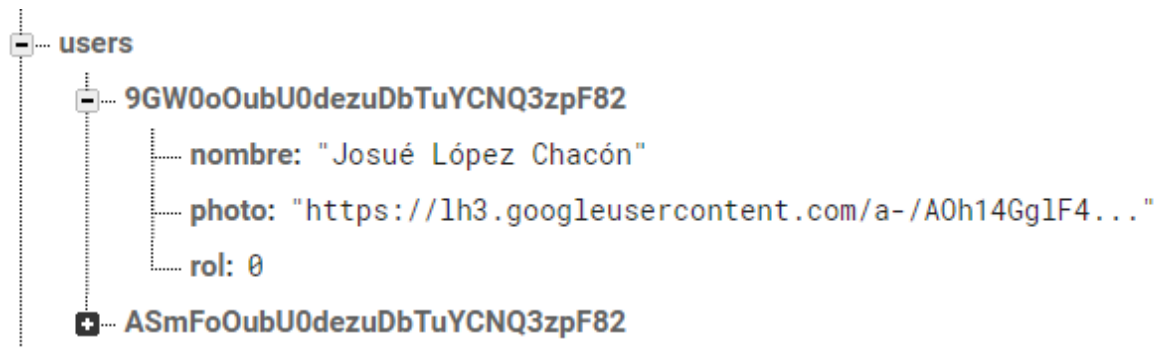 users
9GW0oOubU0dezuDbTuYCNQ3zpF82
nombre: "Josué López Chacón"
photo: "https://lh3.googleusercontent.com/a-/AOh14GglF4..."
rol: 0
ASmFoOubU0dezuDbTuYCNQ3zpF82